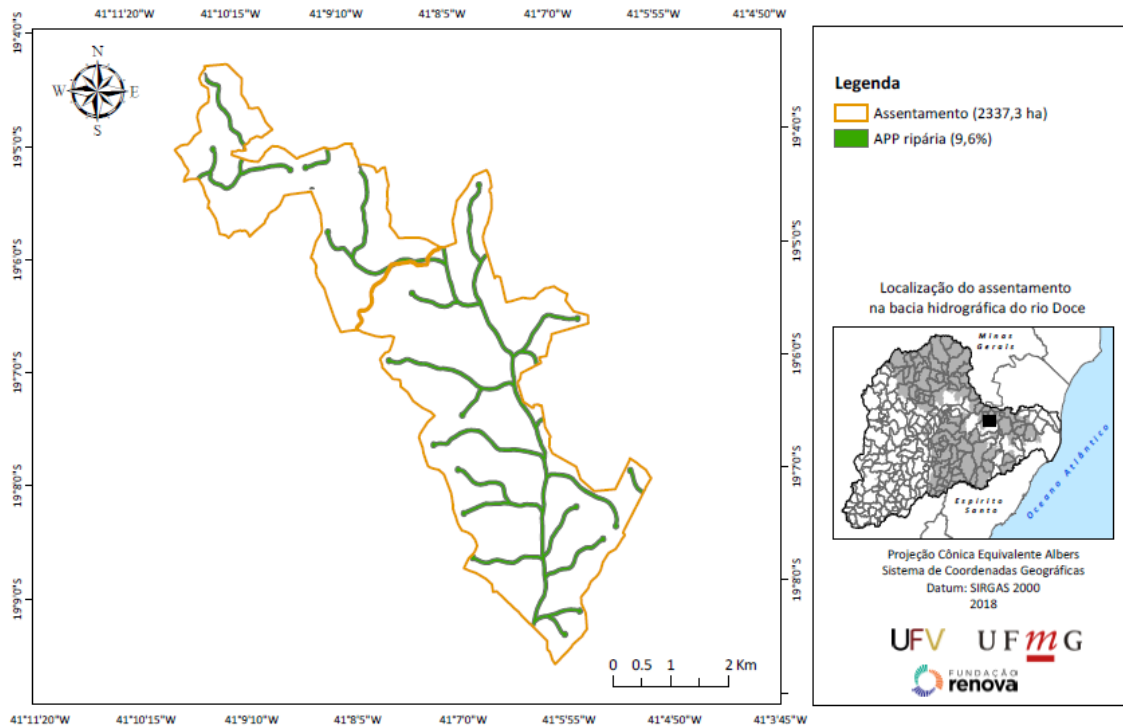 41°11'20"W 41°10'15"W 41°9'10"W 41°8'5"W 41°7'0"W 41°5'55"W 41°4'50"W
19°4'0"S
19°5'0"S
19°6'0"S
19°7'0"S
19°8'0"S
19°9'0"S
N
W E
S
19°4'0"S
19°5'0"S
19°6'0"S
19°7'0"S
19°8'0"S
0 0.5 1 2 Km
41°11'20"W 41°10'15"W 41°9'10"W 41°8'5"W 41°7'0"W 41°5'55"W 41°4'50"W 41°3'45"W
Legenda
Assentamento (2337,3 ha)
APP ripária (9,6%)
Localização do assentamento
na bacia hidrográfica do rio Doce
Minas
Gerais
Espírito
Santo
Oceano Atlântico
Projeção Cônica Equivalente Albers
Sistema de Coordenadas Geográficas
Datum: SIRGAS 2000
2018
UFV UFmG
FUNDAÇÃO
renova